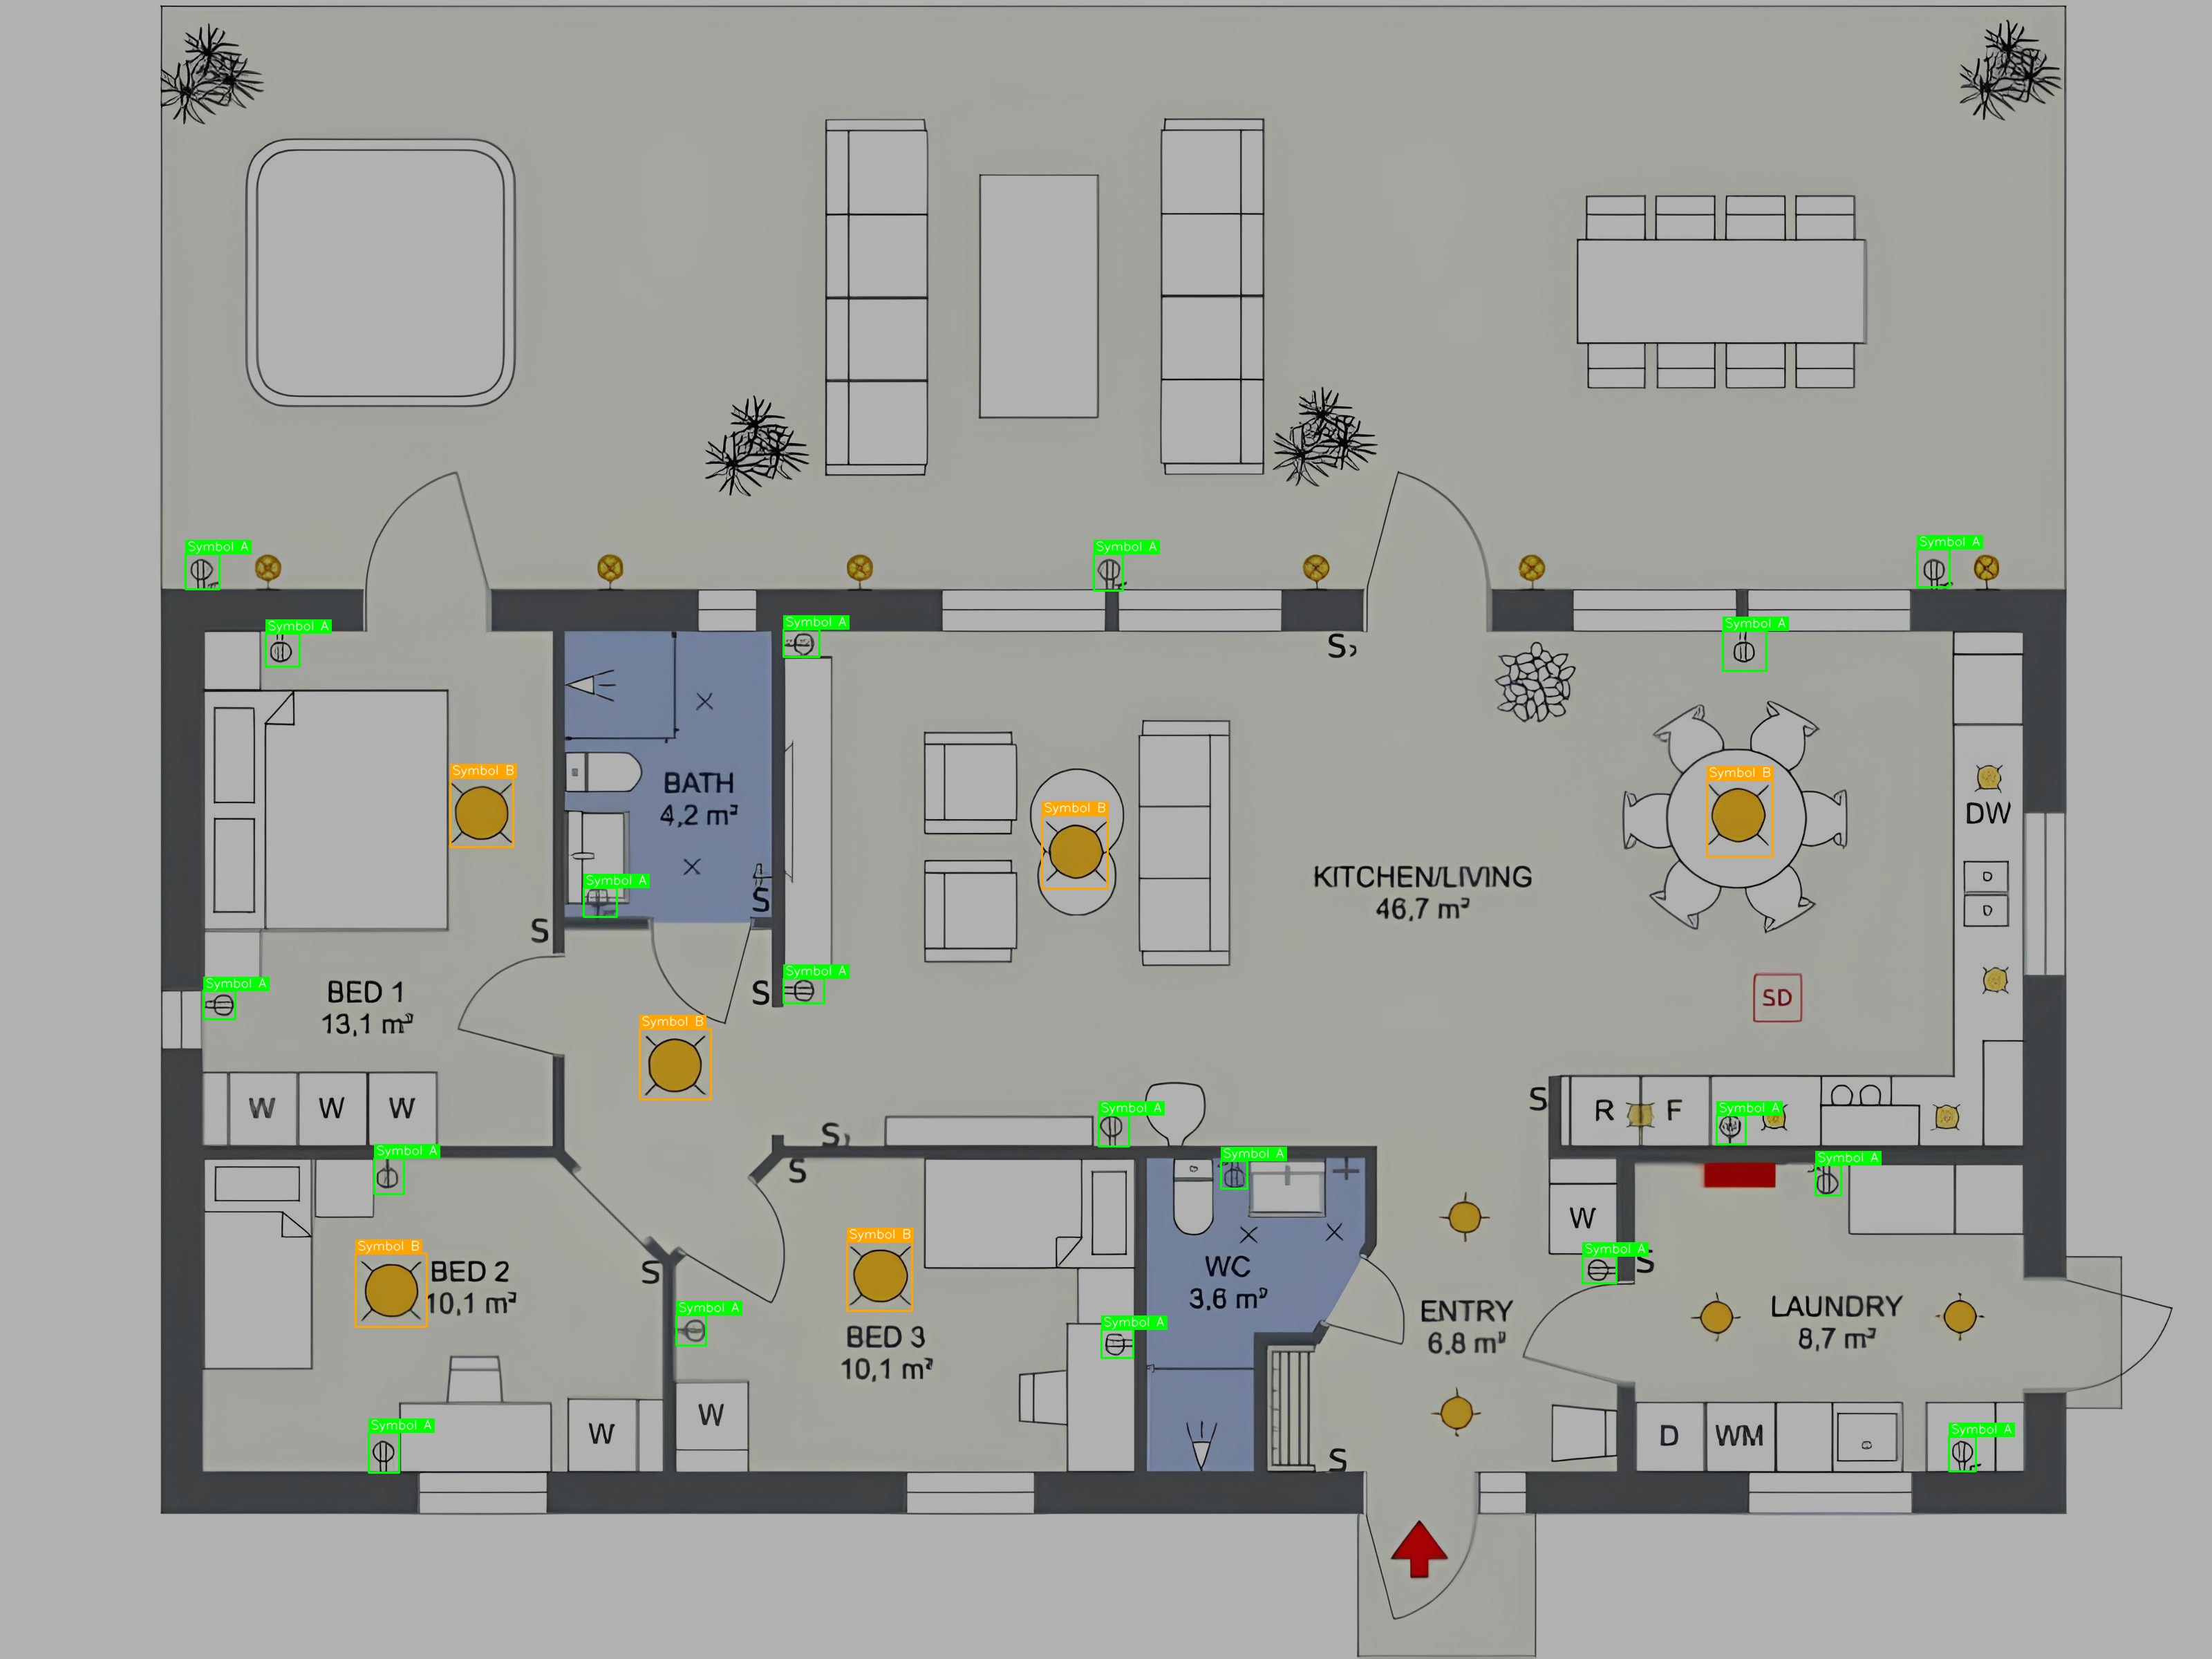 Symbol A
Symbol A
Symbol A
Symbol A
Symbol A
Symbol A
S
Symbol B
Symbol B
BATH
4,2 m²
Symbol B
DW
Symbol A
S
KITCHEN/LIVING
46,7 m²
S
Symbol A
BED 1
13,1 m²
S
Symbol A
SD
Symbol B
W
W
W
S
Symbol A
S
R
F
Symbol A
Symbol A
S
Symbol A
Symbol A
W
Symbol B
BED 2
10,1 m²
S
Symbol B
WC
3,6 m²
Symbol A
S
Symbol A
BED 3
10,1 m²
Symbol A
ENTRY
6,8 m²
LAUNDRY
8,7 m²
Symbol A
W
W
S
D
WM
Symbol A